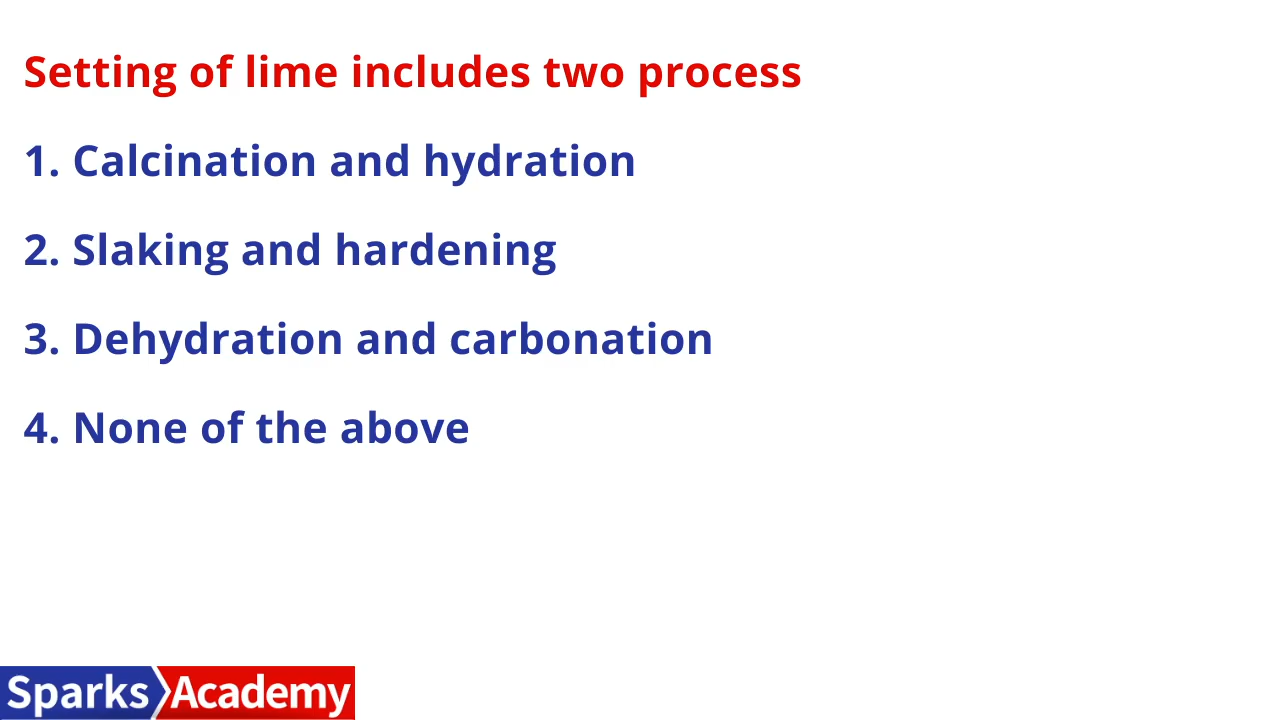 Setting of lime includes two process
1. Calcination and hydration
2. Slaking and hardening
3. Dehydration and carbonation
4. None of the above
Sparks Academy